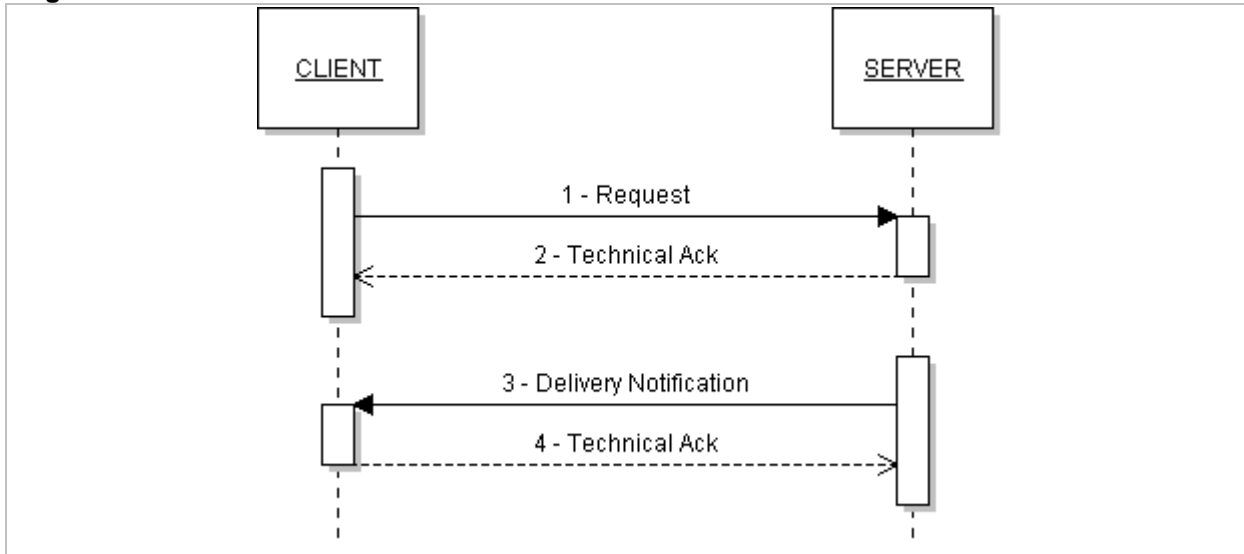 CLIENT
SERVER
1 - Request
2 - Technical Ack
3 - Delivery Notification
4 - Technical Ack